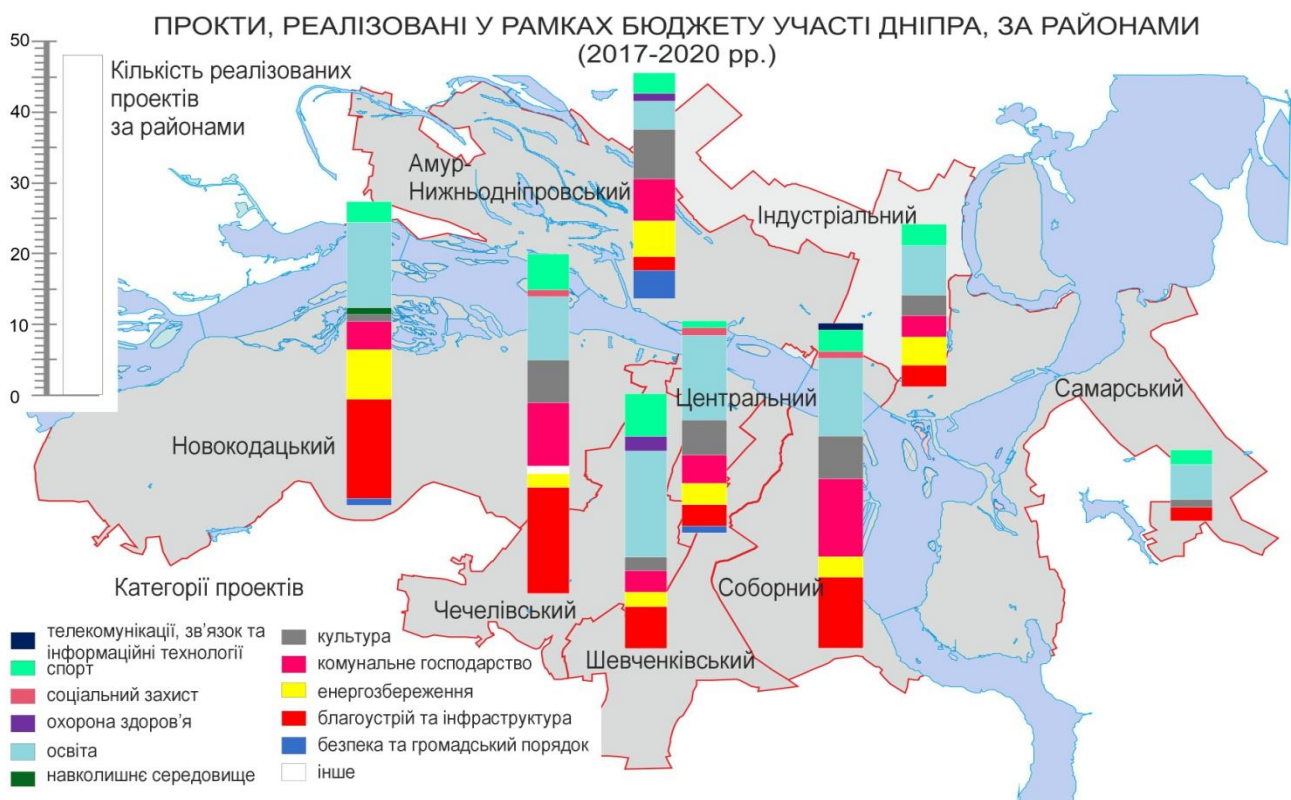 ПРОКТИ, РЕАЛІЗОВАНІ У РАМКАХ БЮДЖЕТУ УЧАСТІ ДНІПРА, ЗА РАЙОНАМИ
(2017-2020 рр.)
50
40
30
20
10
0
Кількість реалізованих
проектів
за районами
Амур-
Нижньодніпровський
Індустріальний
Самарський
Центральний
Новокодацький
Соборний
Чечелівський
Шевченківський
Категорії проектів
телекомунікації, зв’язок та
інформаційні технології
спорт
соціальний захист
охорона здоров’я
освіта
навколишнє середовище
культура
комунальне господарство
енергозбереження
благоустрій та інфраструктура
безпека та громадський порядок
інше